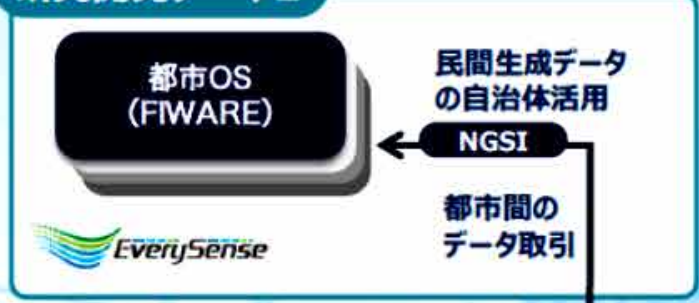 都市OS
(FIWARE)
民間生成データ
の自治体活用
NGSI
都市間の
データ取引
EverySense